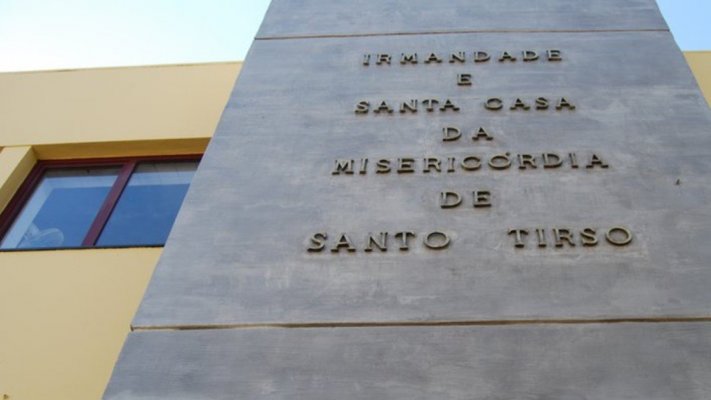 IRMANDADE
E
SANTA CASA
DA
MISERICÓRDIA
DE
SANTO TIRSO